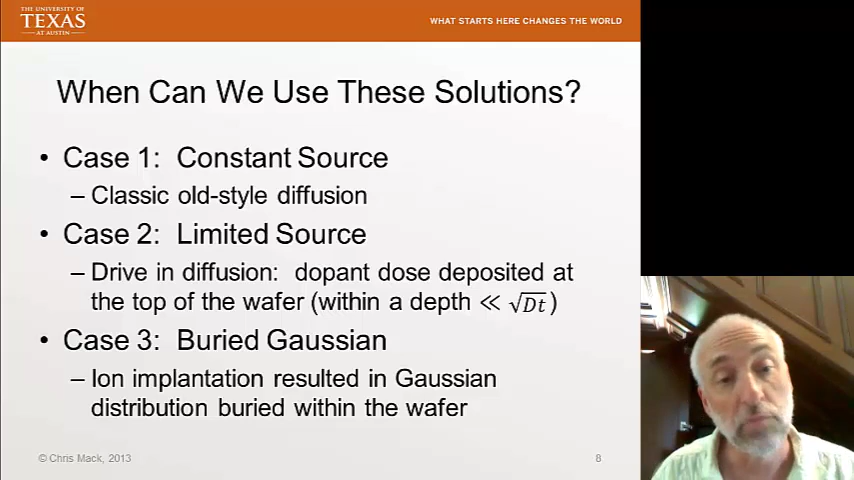 THE UNIVERSITY OF
TEXAS
AT AUSTIN
WHAT STARTS HERE CHANGES THE WORLD
When Can We Use These Solutions?
• Case 1: Constant Source
– Classic old-style diffusion
• Case 2: Limited Source
– Drive in diffusion: dopant dose deposited at
the top of the wafer (within a depth ≪ √Dt)
• Case 3: Buried Gaussian
– Ion implantation resulted in Gaussian
distribution buried within the wafer
© Chris Mack, 2013
8